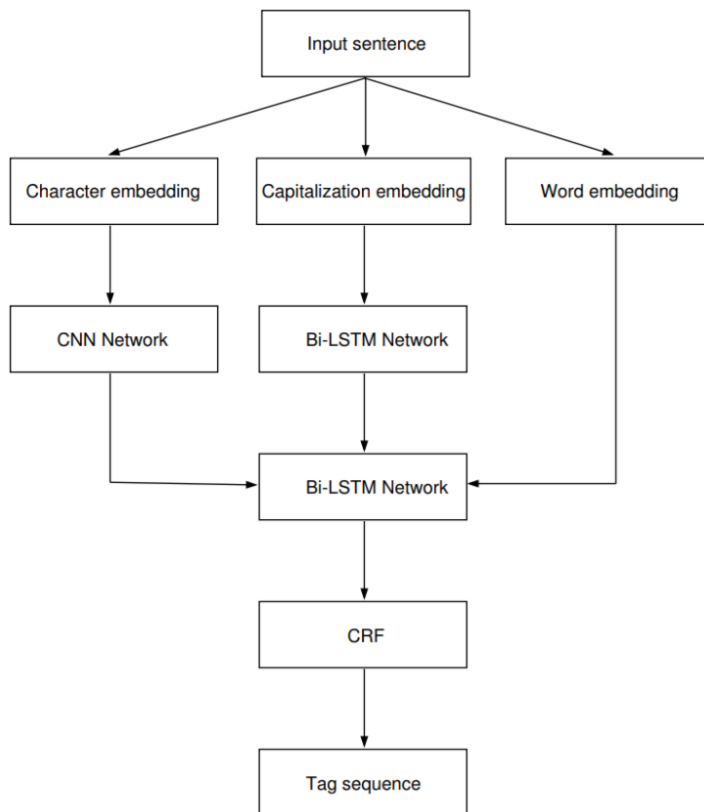 Input sentence
Character embedding
Capitalization embedding
Word embedding
CNN Network
Bi-LSTM Network
Bi-LSTM Network
CRF
Tag sequence